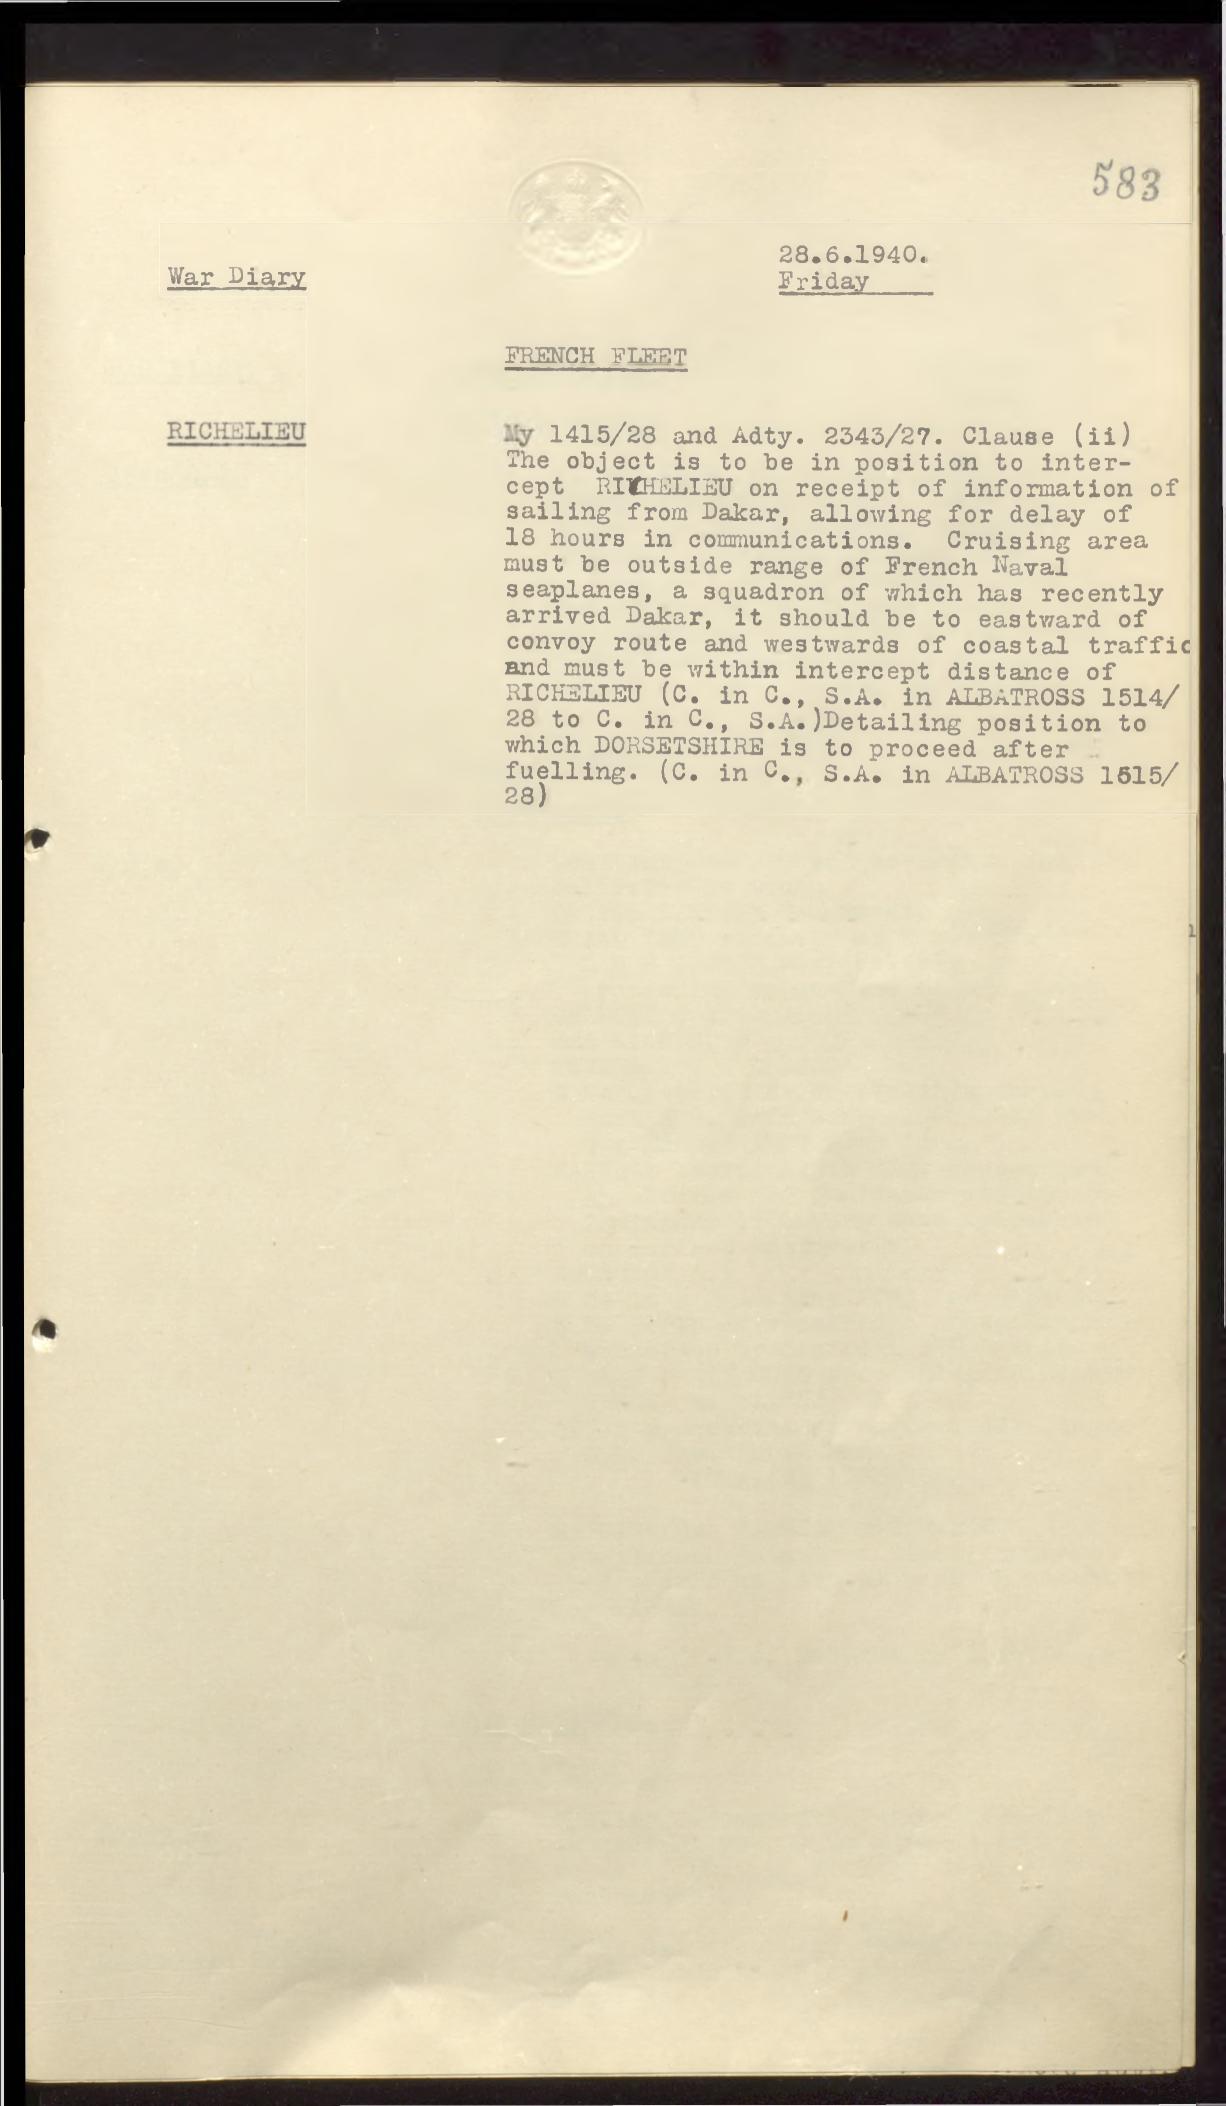 583
28.6.1940.
War Diary
Friday
FRENCH FLEET
RICHELIEU
My 1415/28 and Adty. 2343/27. Clause (ii)
The object is to be in position to inter-
cept RICHELIEU on receipt of information of
sailing from Dakar, allowing for delay of
18 hours in communications. Cruising area
must be outside range of French Naval
seaplanes, a squadron of which has recently
arrived Dakar, it should be to eastward of
convoy route and westwards of coastal traffic
and must be within intercept distance of
RICHELIEU (C. in C., S.A. in ALBATROSS 1514/
28 to C. in C., S.A.)Detailing position to
which DORSETSHIRE is to proceed after
fuelling. (C. in C., S.A. in ALBATROSS 1515/
28)